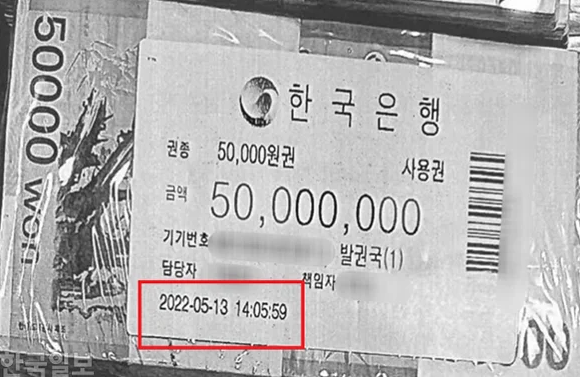 50000 won
한국은행
권종 50,000원권 사용권
금액 50,000,000
기기번호 발권국(1)
담당자 책임자
2022-05-13 14:05:59
00
한국일보